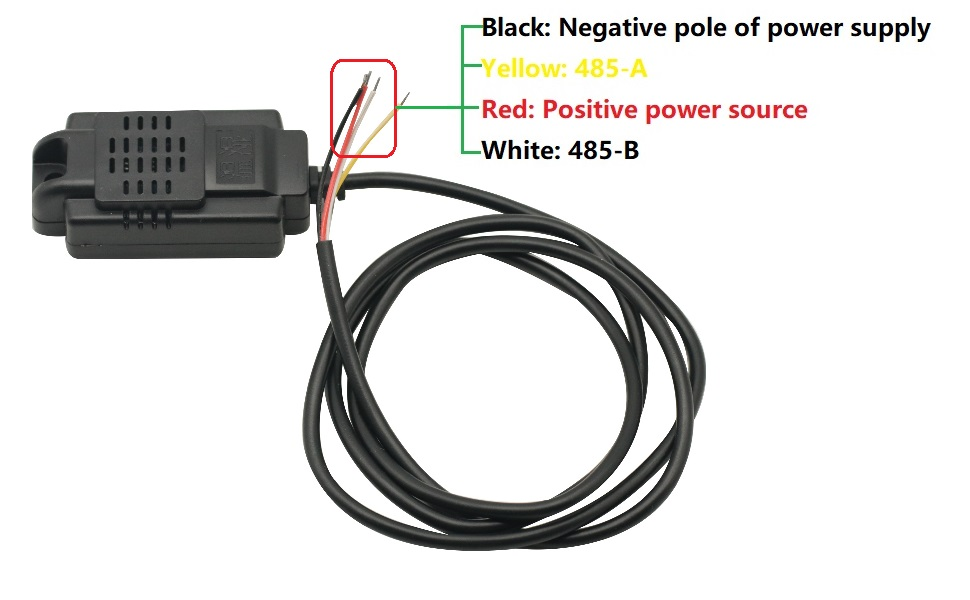 Black: Negative pole of power supply
Yellow: 485-A
Red: Positive power source
White: 485-B